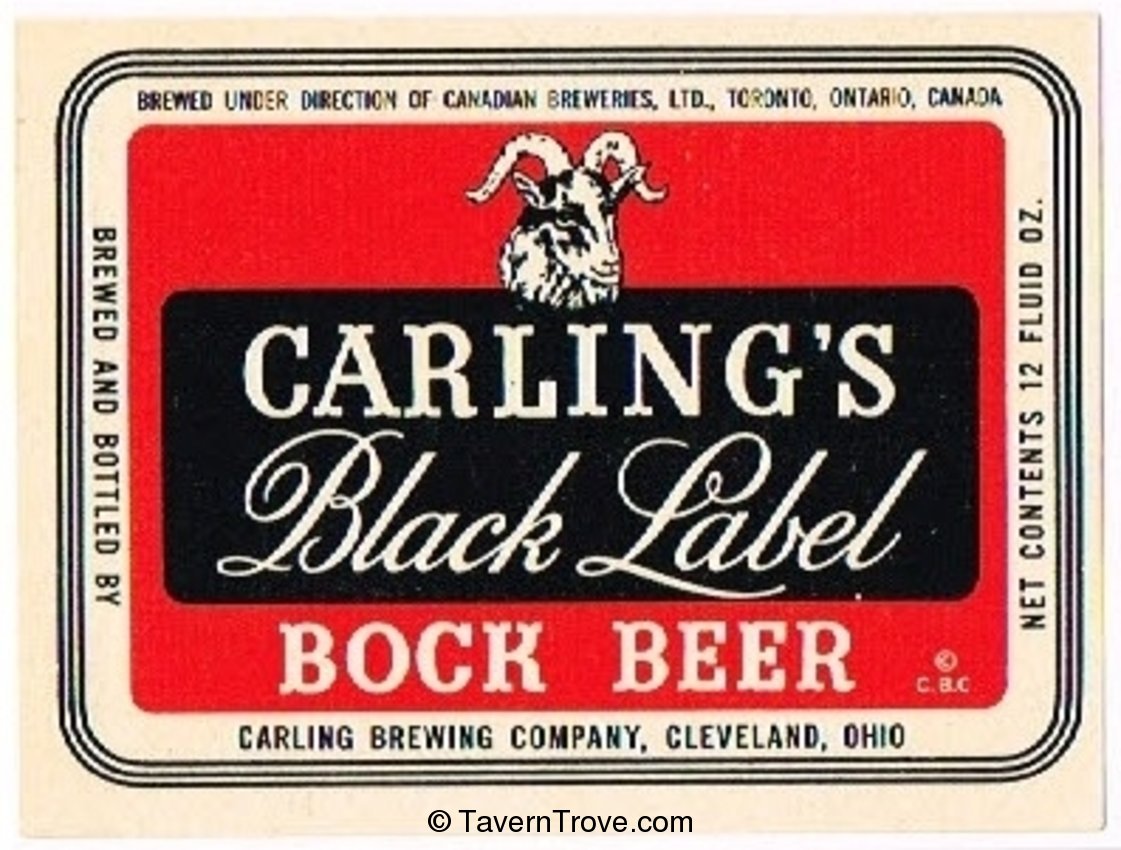 BREWED UNDER DIRECTION OF CANADIAN BREWERIES, LTD., TORONTO, ONTARIO, CANADA
BREWED AND BOTTLED BY
CARLING'S
Black Label
BOCK BEER
© C.B.C
NET CONTENTS 12 FLUID OZ.
CARLING BREWING COMPANY, CLEVELAND, OHIO
© TavernTrove.com